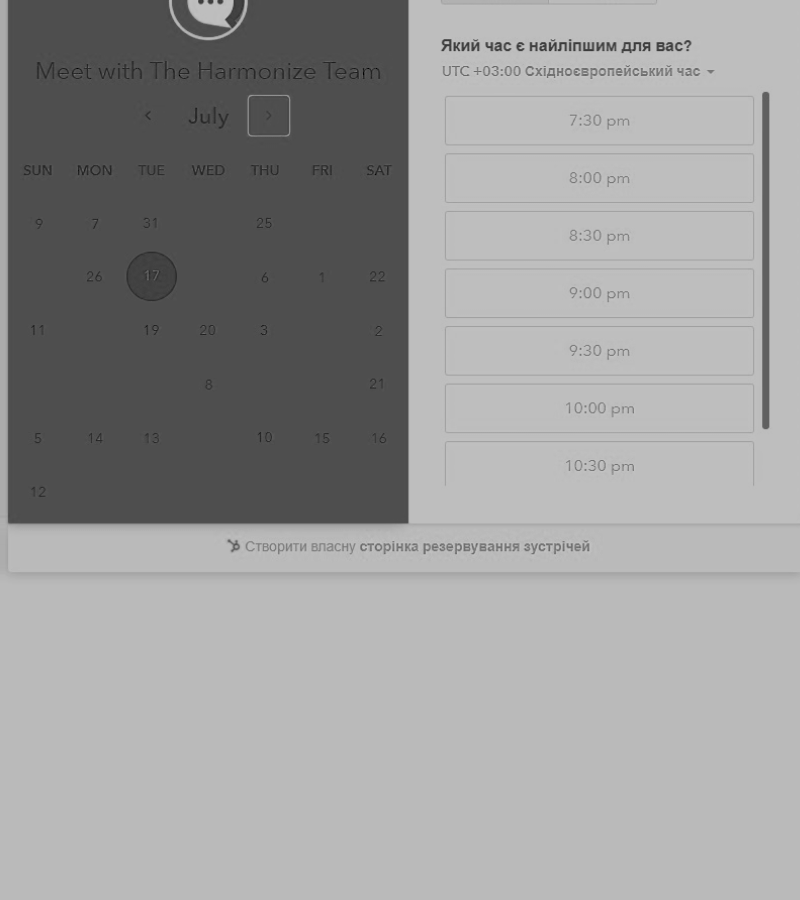 Meet with The Harmonize Team
July
SUN MON TUE WED THU FRI SAT
9 7 31 25
26 17 6 1 22
11 19 20 3 2
8 21
5 14 13 10 15 16
12
Який час є найліпшим для вас?
UTC +03:00 Східноєвропейський час
7:30 pm
8:00 pm
8:30 pm
9:00 pm
9:30 pm
10:00 pm
10:30 pm
Створити власну сторінка резервування зустрічей